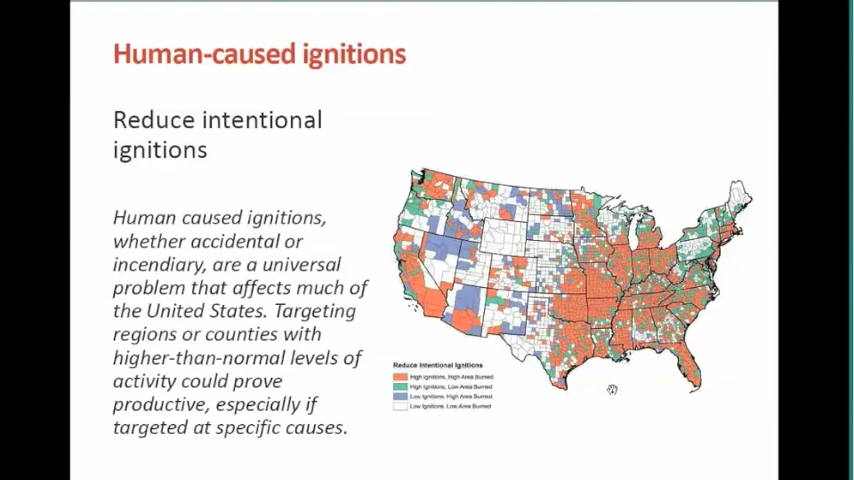 Human-caused ignitions
Reduce intentional
ignitions
Human caused ignitions,
whether accidental or
incendiary, are a universal
problem that affects much of
the United States. Targeting
regions or counties with
higher-than-normal levels of
activity could prove
productive, especially if
targeted at specific causes.
Reduce Intentional Ignitions
High Ignitions, High Area Burned
High Ignitions, Low Area Burned
Low Ignitions, High Area Burned
Low Ignitions, Low Area Burned